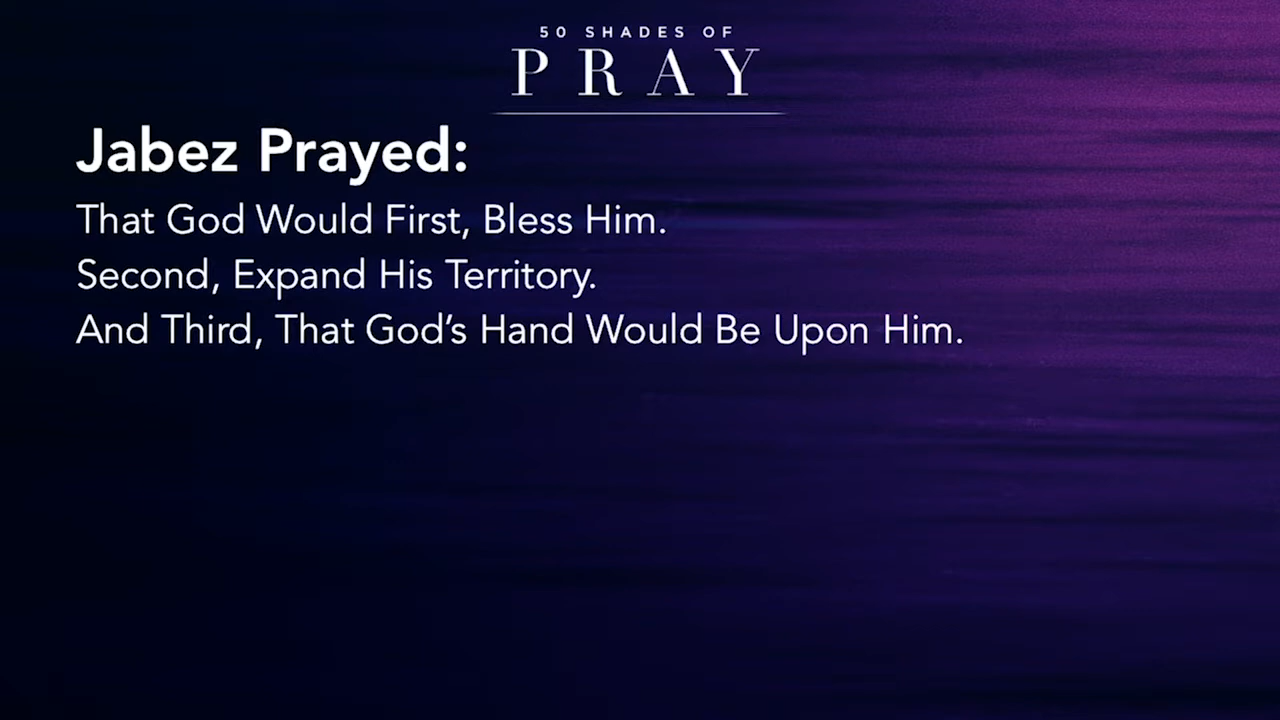 50 SHADES OF
PRAY
Jabez Prayed:
That God Would First, Bless Him.
Second, Expand His Territory.
And Third, That God’s Hand Would Be Upon Him.